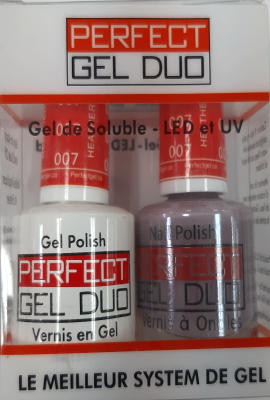 PERFECT
GEL DUO
Gel de Soluble - LED et UV
007
HEATHER
007
Gel Polish
PERFECT
GEL DUO
Vernis en Gel
Nail Polish
PERFECT
GEL DUO
Vernis à Ongles
LE MEILLEUR SYSTEM DE GEL